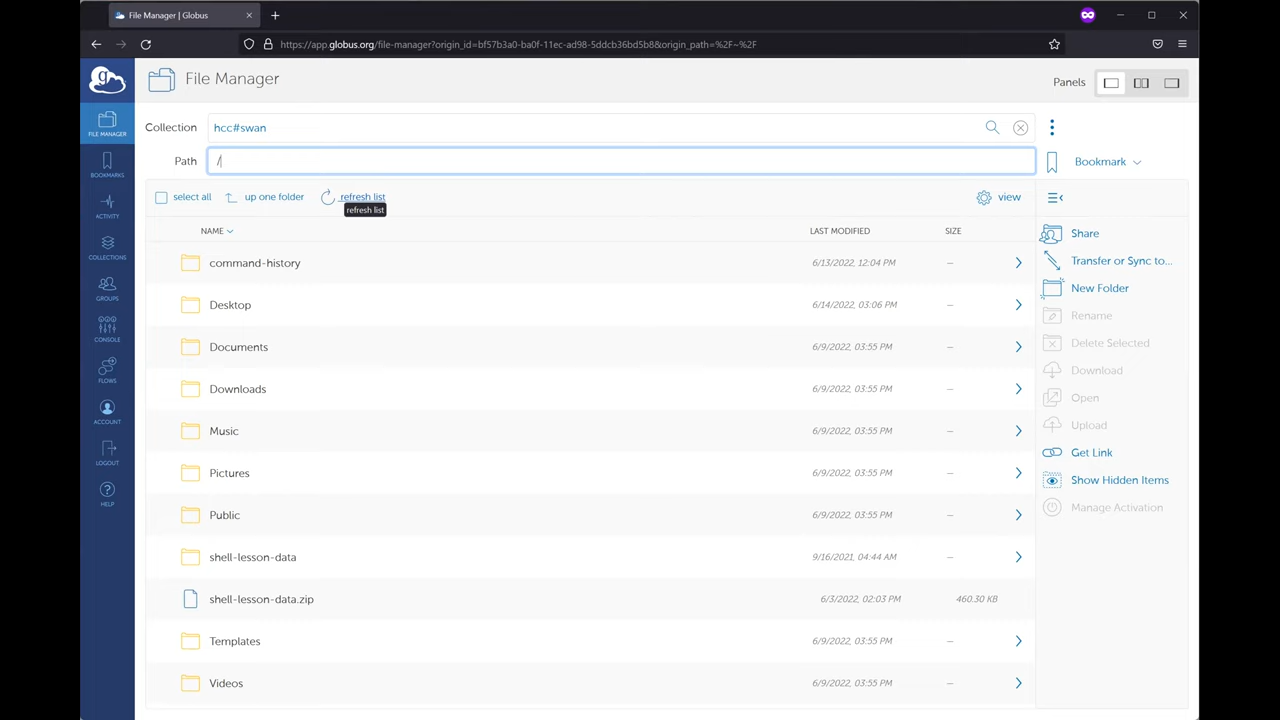 File Manager | Globus
https://app.globus.org/file-manager?origin_id=bf57b3a0-ba0f-11ec-ad98-5ddcb36bd5b8&origin_path=%2F~%2F
g
File Manager
Panels
FILE MANAGER
BOOKMARKS
ACTIVITY
COLLECTIONS
GROUPS
CONSOLE
FLOWS
ACCOUNT
LOGOUT
HELP
Collection hcc#swan
Path /
Bookmark
select all up one folder refresh list view
refresh list
NAME LAST MODIFIED SIZE
command-history 6/13/2022, 12:04 PM —
Desktop 6/14/2022, 03:06 PM —
Documents 6/9/2022, 03:55 PM —
Downloads 6/9/2022, 03:55 PM —
Music 6/9/2022, 03:55 PM —
Pictures 6/9/2022, 03:55 PM —
Public 6/9/2022, 03:55 PM —
shell-lesson-data 9/16/2021, 04:44 AM —
shell-lesson-data.zip 6/3/2022, 02:03 PM 460.30 KB
Templates 6/9/2022, 03:55 PM —
Videos 6/9/2022, 03:55 PM —
Share
Transfer or Sync to...
New Folder
Rename
Delete Selected
Download
Open
Upload
Get Link
Show Hidden Items
Manage Activation